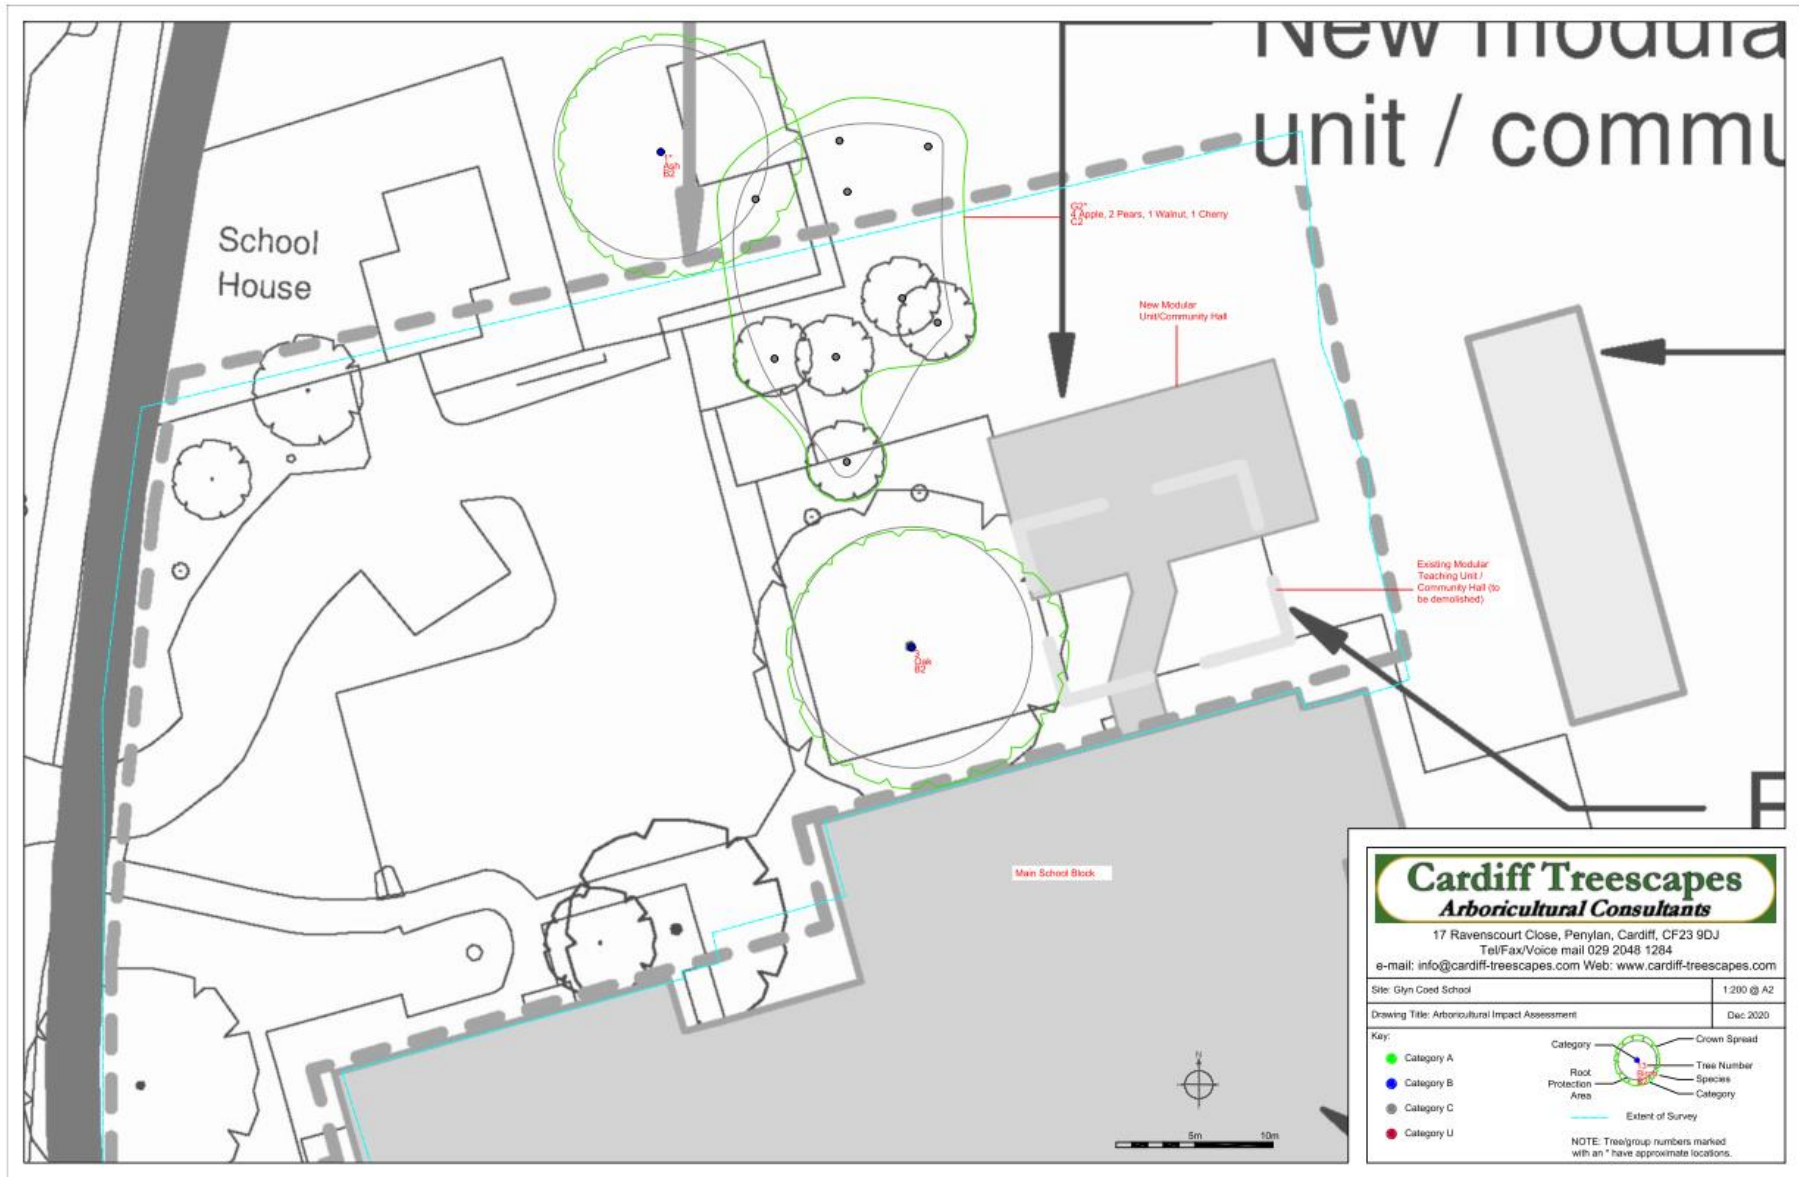 New modula
unit / commu
School
House
1*
Ash
B2
G2*
4 Apple, 2 Pears, 1 Walnut, 1 Cherry
C2
New Modular
Unit/Community Hall
Existing Modular
Teaching Unit /
Community Hall (to
be demolished)
3
Oak
B2
Main School Block
Cardiff Treescapes
Arboricultural Consultants
17 Ravenscourt Close, Penylan, Cardiff, CF23 9DJ
Tel/Fax/Voice mail 029 2048 1284
e-mail: info@cardiff-treescapes.com Web: www.cardiff-treescapes.com
Site: Glyn Coed School
1:200 @ A2
Drawing Title: Arboricultural Impact Assessment
Dec 2020
Key:
Category A
Category B
Category C
Category U
Category
Root
Protection
Area
Crown Spread
Tree Number
Species
Category
Extent of Survey
NOTE: Tree/group numbers marked
with an * have approximate locations.
N
5m
10m